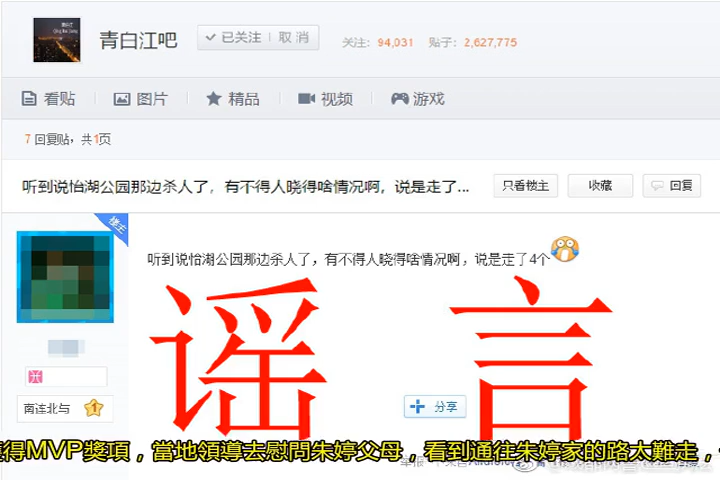 青白江吧
已关注 取 消
关注：94,031 贴子：2,627,775
看贴
图片
精品
视频
游戏
7 回复贴，共1页
听到说怡湖公园那边杀人了，有不得人晓得啥情况啊，说是走了...
只看楼主
收藏
回复
楼主
听到说怡湖公园那边杀人了，有不得人晓得啥情况啊，说是走了4个
谣言
南连北与 1
分享
得MVP獎項，當地領導去慰問朱婷父母，看到通往朱婷家的路太難走，